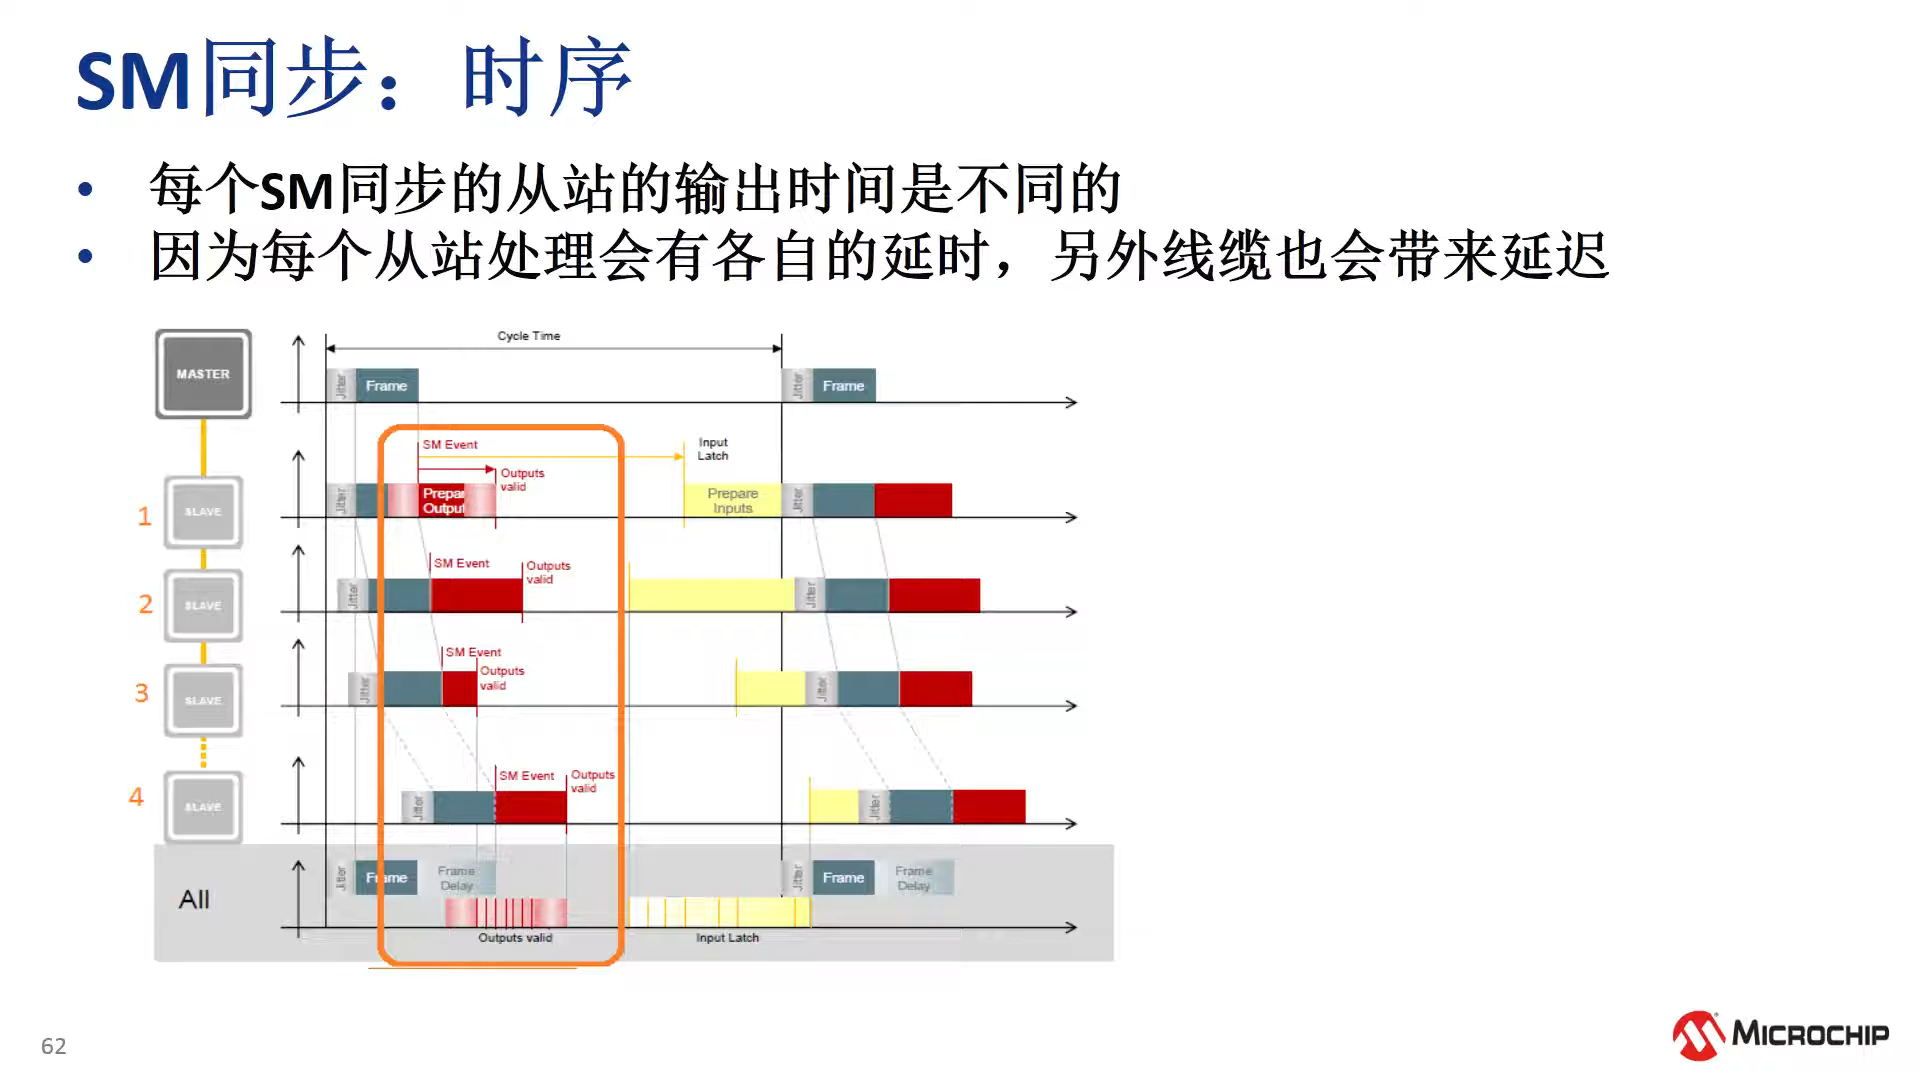 SM同步：时序
• 每个SM同步的从站的输出时间是不同的
• 因为每个从站处理会有各自的延时，另外线缆也会带来延迟
MASTER
Cycle Time
Jitter
Frame
Jitter
Frame
1
SLAVE
SM Event
Outputs
valid
Input
Latch
Jitter
Prepar
Output
Prepare
Inputs
Jitter
2
SLAVE
SM Event
Outputs
valid
Jitter
Jitter
3
SLAVE
SM Event
Outputs
valid
Jitter
Jitter
4
SLAVE
SM Event
Outputs
valid
Jitter
Jitter
All
Jitter
Frame
Frame
Delay
Jitter
Frame
Frame
Delay
Outputs valid
Input Latch
62
MICROCHIP